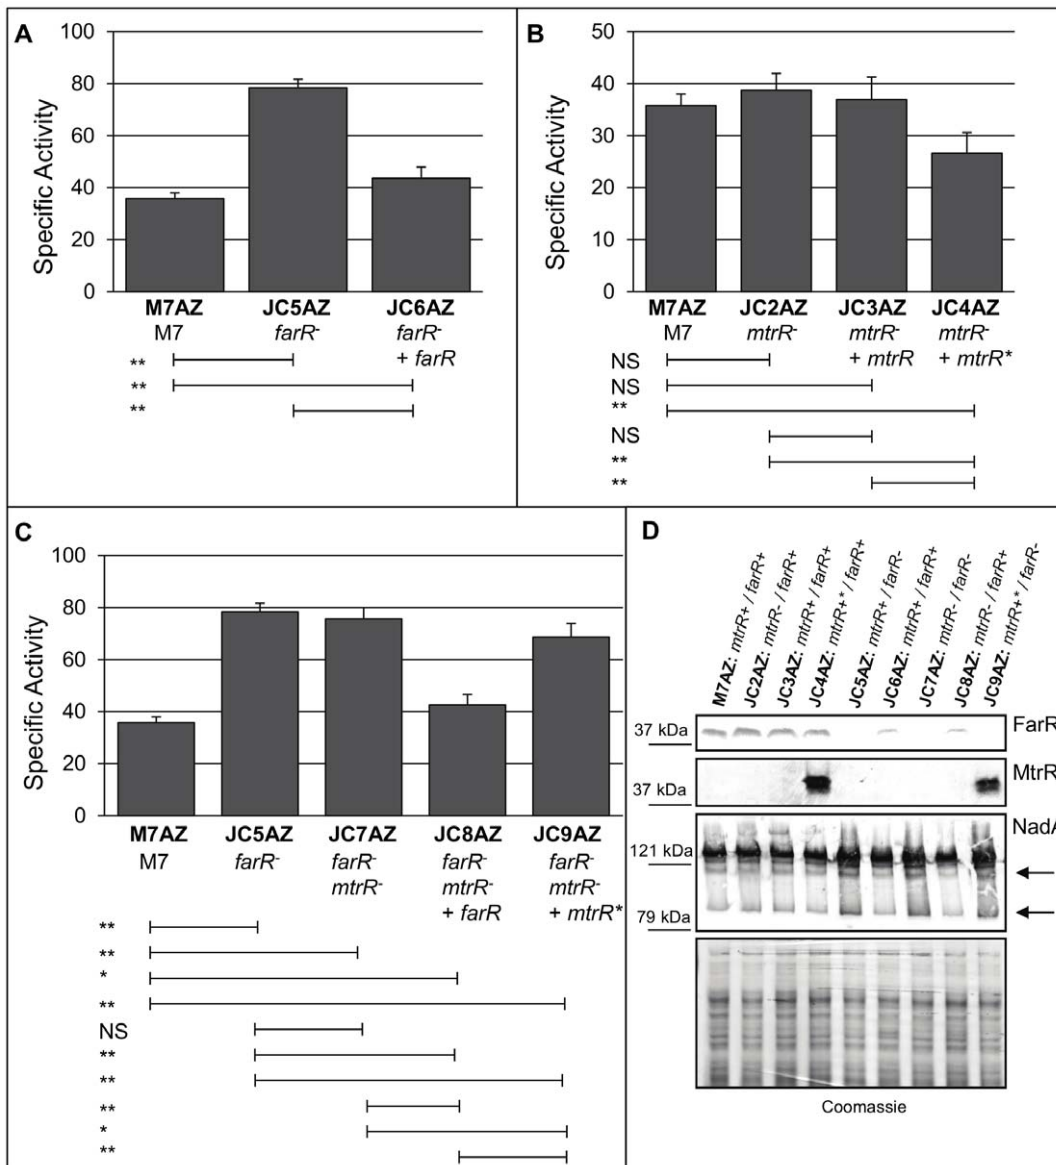 A
Specific Activity
100
80
60
40
20
0
M7AZ JC5AZ JC6AZ
M7 farR- farR-
+ farR
**
**
**
B
Specific Activity
50
40
30
20
10
0
M7AZ JC2AZ JC3AZ JC4AZ
M7 mtrR- mtrR- mtrR-
+ mtrR + mtrR*
NS
NS
**
NS
**
**
C
Specific Activity
100
80
60
40
20
0
M7AZ JC5AZ JC7AZ JC8AZ JC9AZ
M7 farR- farR- farR- farR-
mtrR- mtrR- mtrR-
+ farR + mtrR*
**
**
*
**
NS
**
**
**
*
**
D
M7AZ: mtrR+ / farR+
JC2AZ: mtrR- / farR+
JC3AZ: mtrR+ / farR+
JC4AZ: mtrR+* / farR+
JC5AZ: mtrR+ / farR-
JC6AZ: mtrR+ / farR+
JC7AZ: mtrR- / farR-
JC8AZ: mtrR- / farR+
JC9AZ: mtrR+* / farR-
37 kDa FarR
37 kDa MtrR
121 kDa NadA
79 kDa
Coomassie